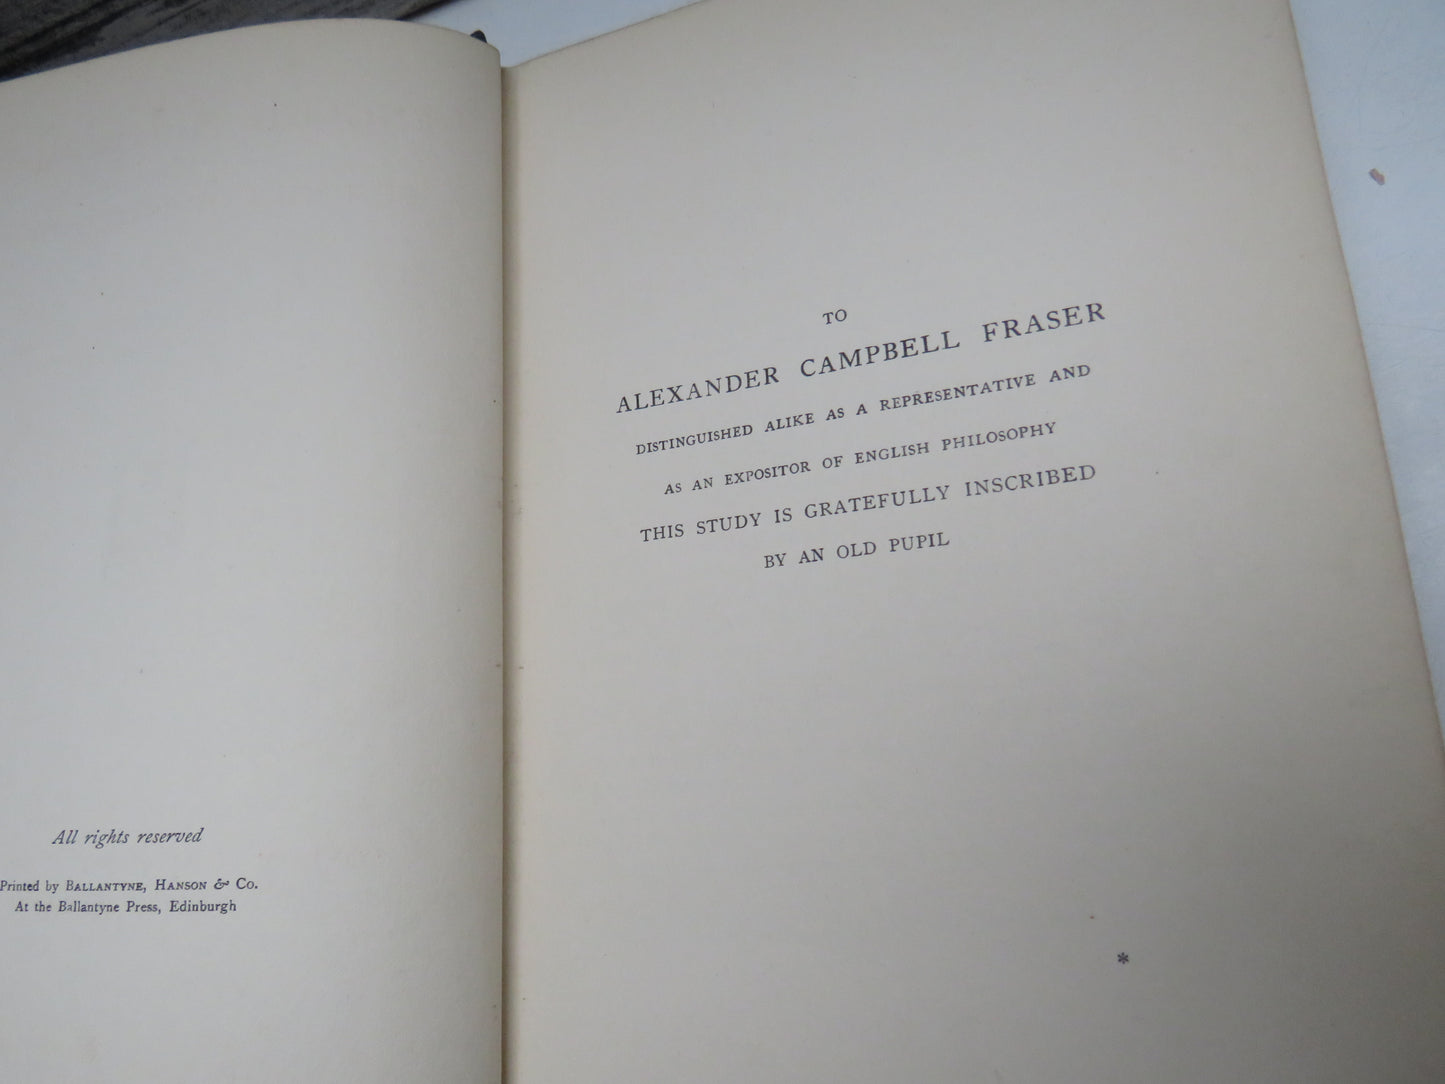 All rights reserved
Printed by BALLANTYNE, HANSON & Co.
At the Ballantyne Press, Edinburgh
TO
ALEXANDER CAMPBELL FRASER
DISTINGUISHED ALIKE AS A REPRESENTATIVE AND
AS AN EXPOSITOR OF ENGLISH PHILOSOPHY
THIS STUDY IS GRATEFULLY INSCRIBED
BY AN OLD PUPIL
*